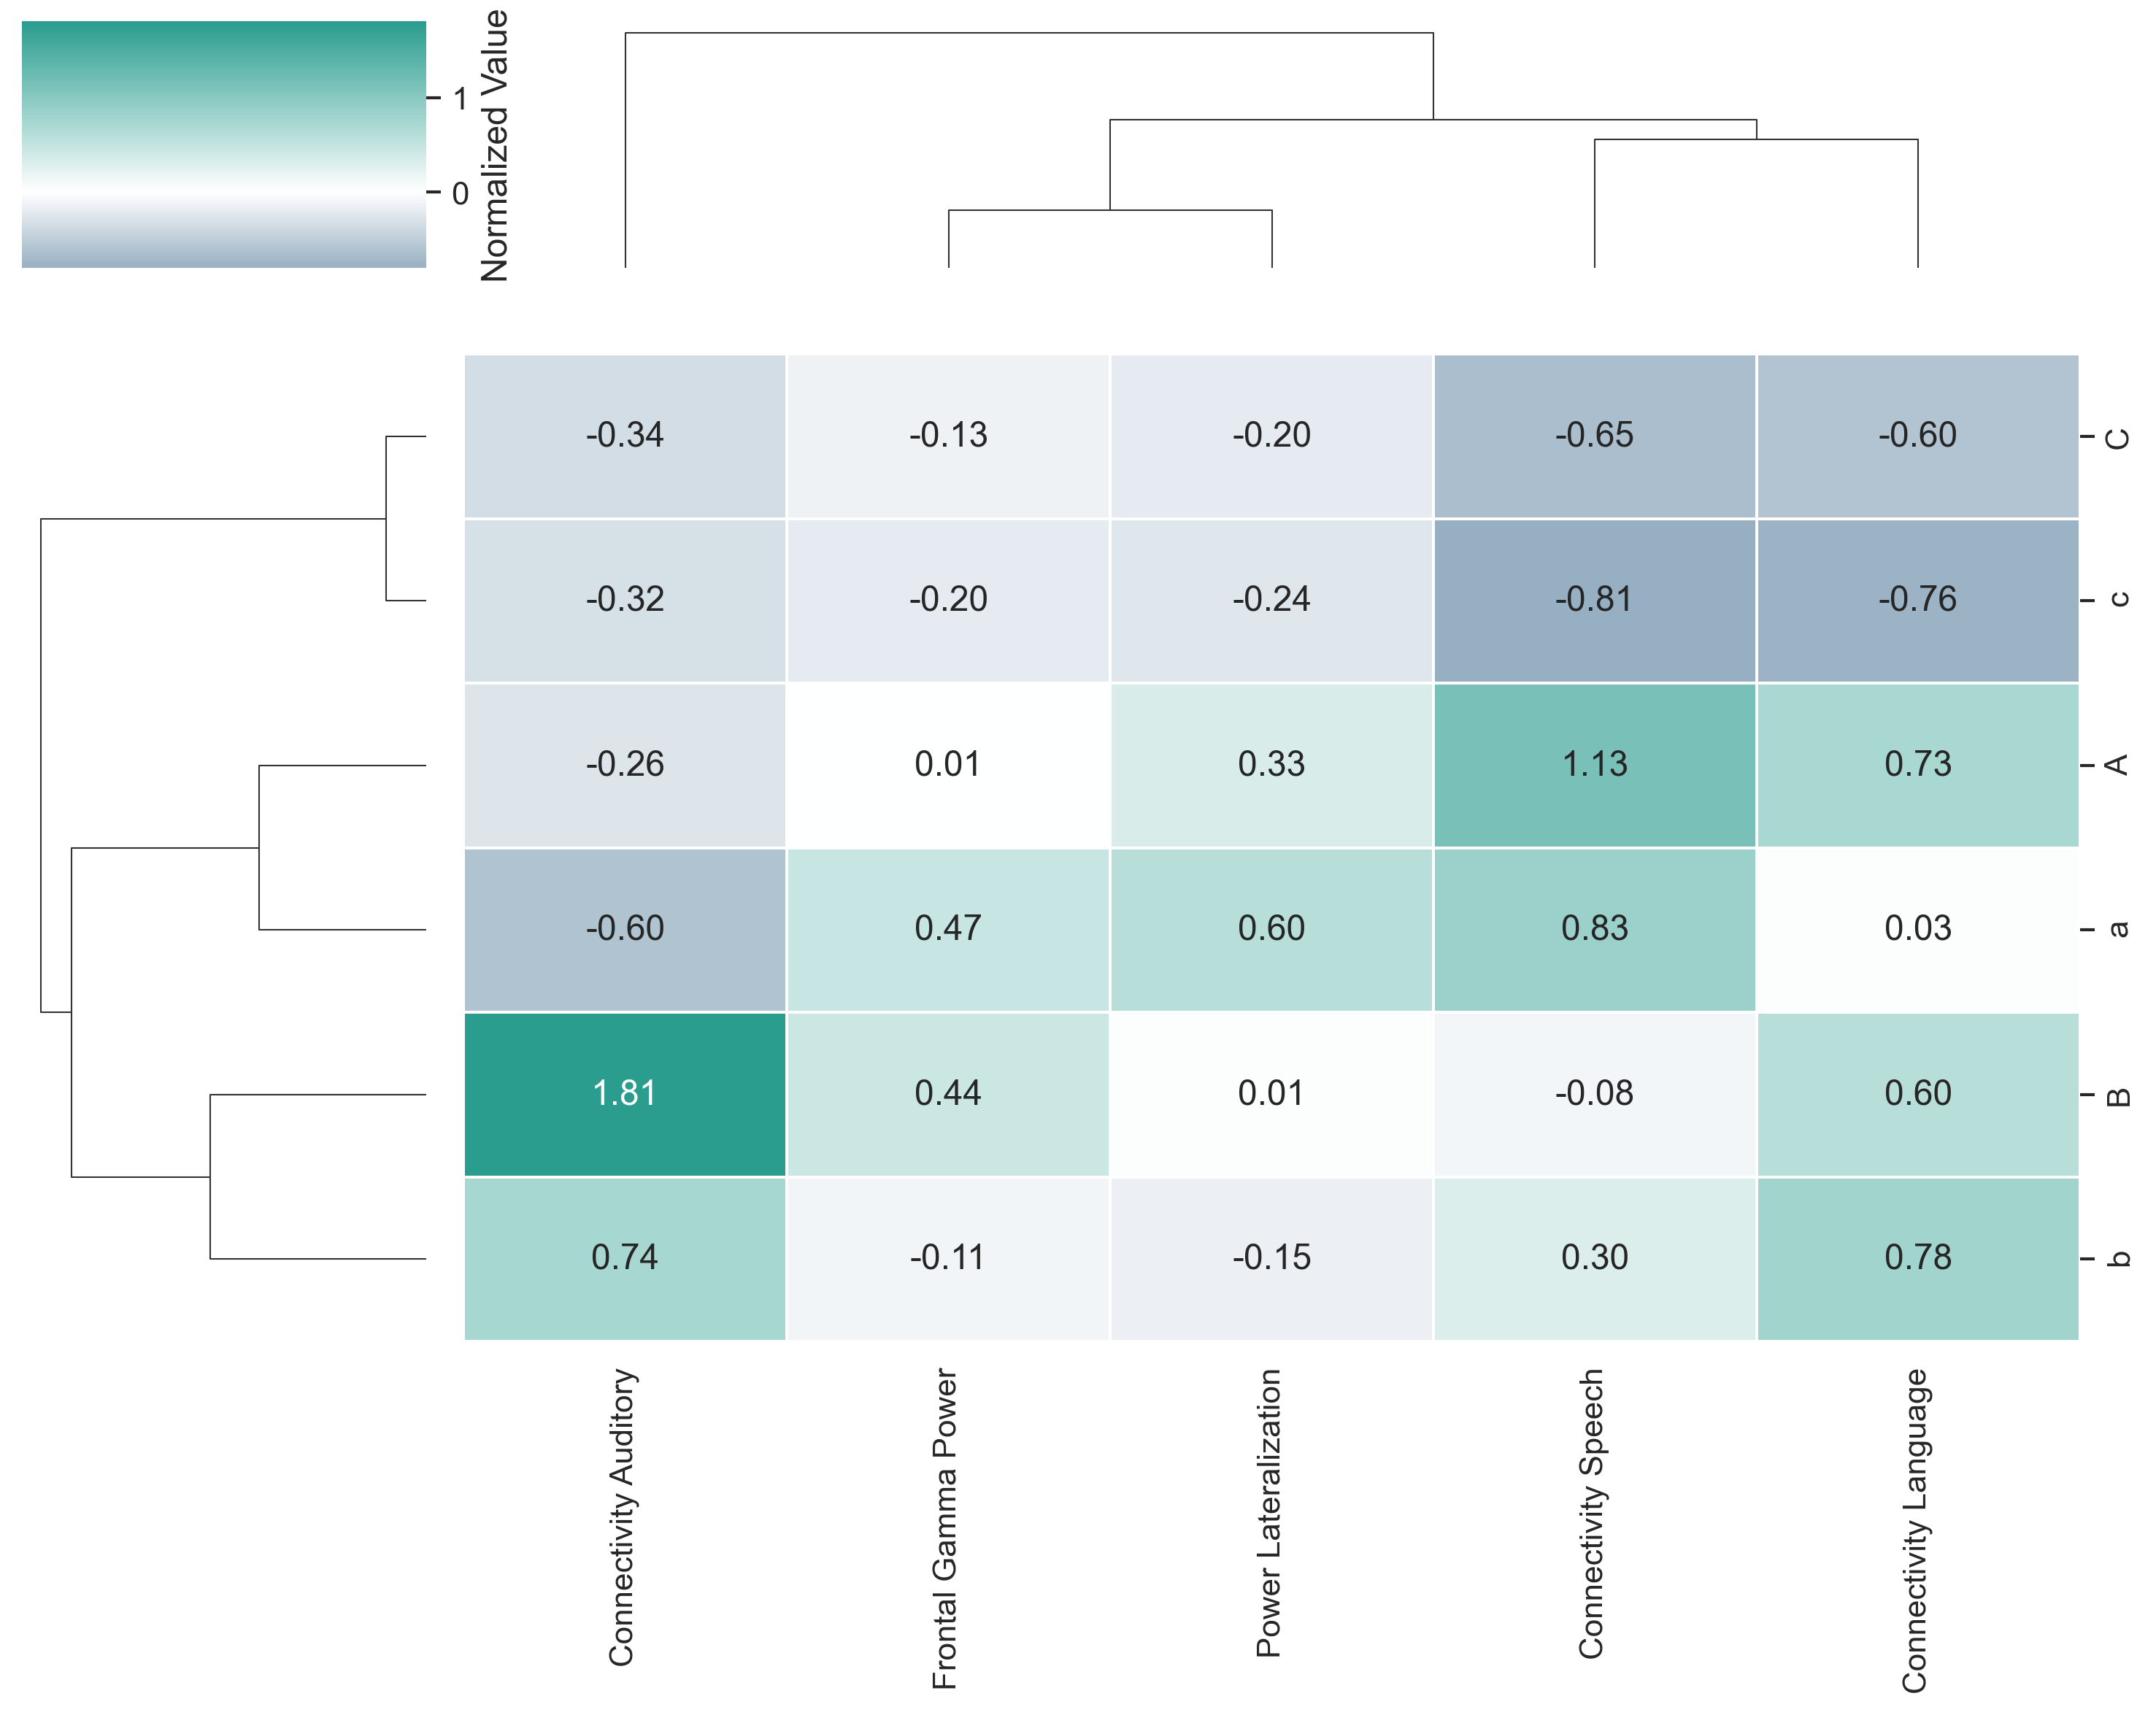 1
0
Normalized Value
-0.34 -0.13 -0.20 -0.65 -0.60 C
-0.32 -0.20 -0.24 -0.81 -0.76 c
-0.26 0.01 0.33 1.13 0.73 A
-0.60 0.47 0.60 0.83 0.03 a
1.81 0.44 0.01 -0.08 0.60 B
0.74 -0.11 -0.15 0.30 0.78 b
Connectivity Auditory
Frontal Gamma Power
Power Lateralization
Connectivity Speech
Connectivity Language